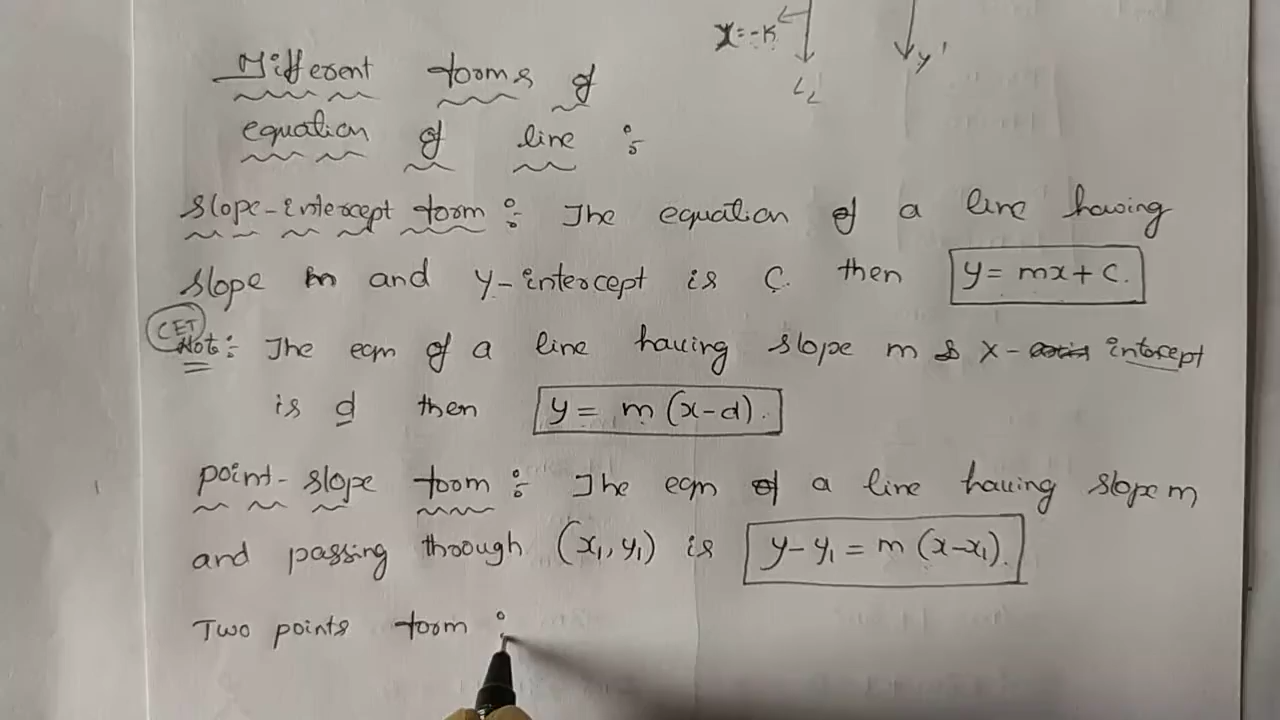 x=-k
L2
y'
Different forms of
equation of line :-
Slope-intercept form :- The equation of a line having
slope m and y-intercept is C. then y = mx + c.
CET
Note:- The eqn of a line having slope m & X- intercept
is d then y = m (x-d).
point-slope form :- The eqn of a line having slope m
and passing through (x1, y1) is y-y1 = m (x-x1).
Two points form :